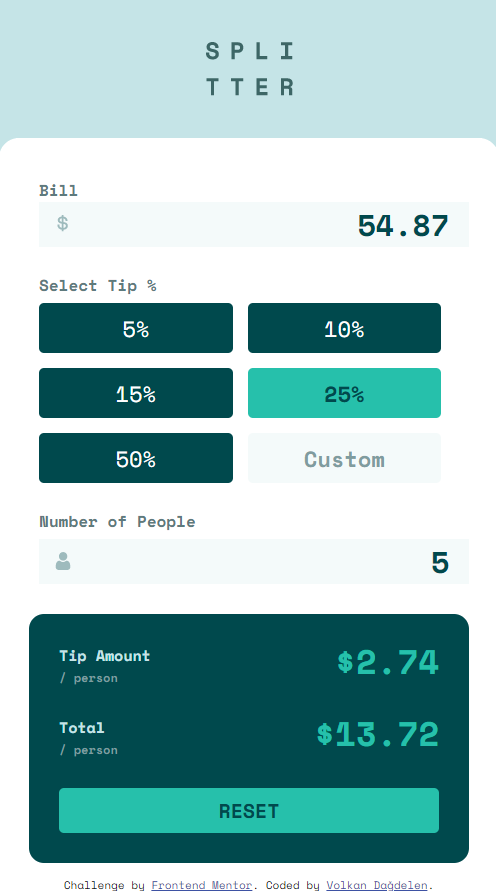 SPLI
TTER
Bill
$ 54.87
Select Tip %
5% 10%
15% 25%
50% Custom
Number of People
5
Tip Amount $2.74
/ person
Total $13.72
/ person
RESET
Challenge by Frontend Mentor. Coded by Volkan Dağdelen.